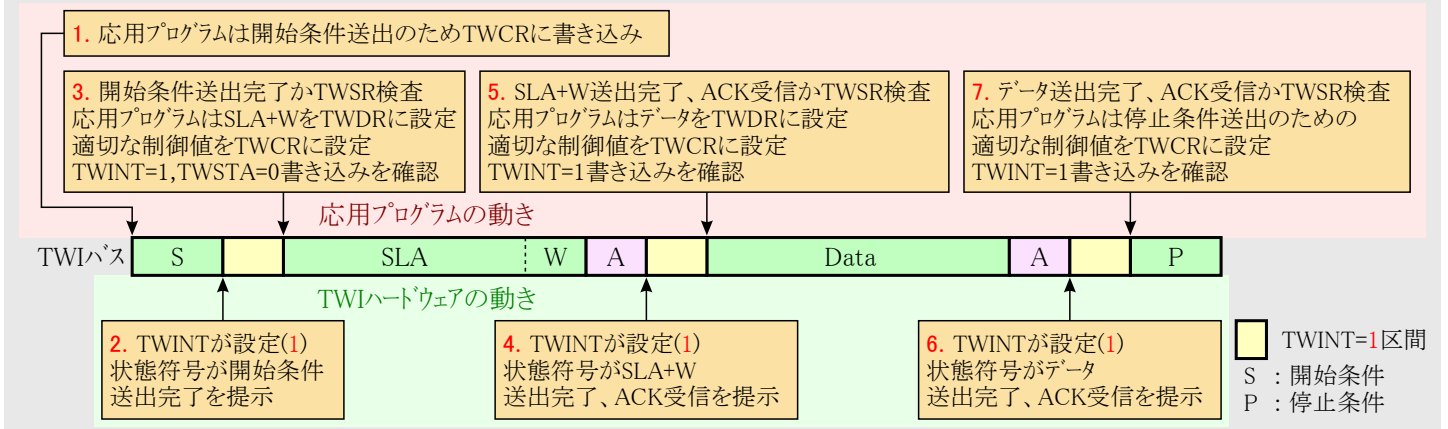 1. 応用プログラムは開始条件送出のためTWCRに書き込み
3. 開始条件送出完了かTWSR検査
応用プログラムはSLA+WをTWDRに設定
適切な制御値をTWCRに設定
TWINT=1,TWSTA=0書き込みを確認
5. SLA+W送出完了、ACK受信かTWSR検査
応用プログラムはデータをTWDRに設定
適切な制御値をTWCRに設定
TWINT=1書き込みを確認
7. データ送出完了、ACK受信かTWSR検査
応用プログラムは停止条件送出のための
適切な制御値をTWCRに設定
TWINT=1書き込みを確認
応用プログラムの動き
TWIバス S SLA W A Data A P
TWIハードウェアの動き
2. TWINTが設定(1)
状態符号が開始条件
送出完了を提示
4. TWINTが設定(1)
状態符号がSLA+W
送出完了、ACK受信を提示
6. TWINTが設定(1)
状態符号がデータ
送出完了、ACK受信を提示
TWINT=1区間
S : 開始条件
P : 停止条件